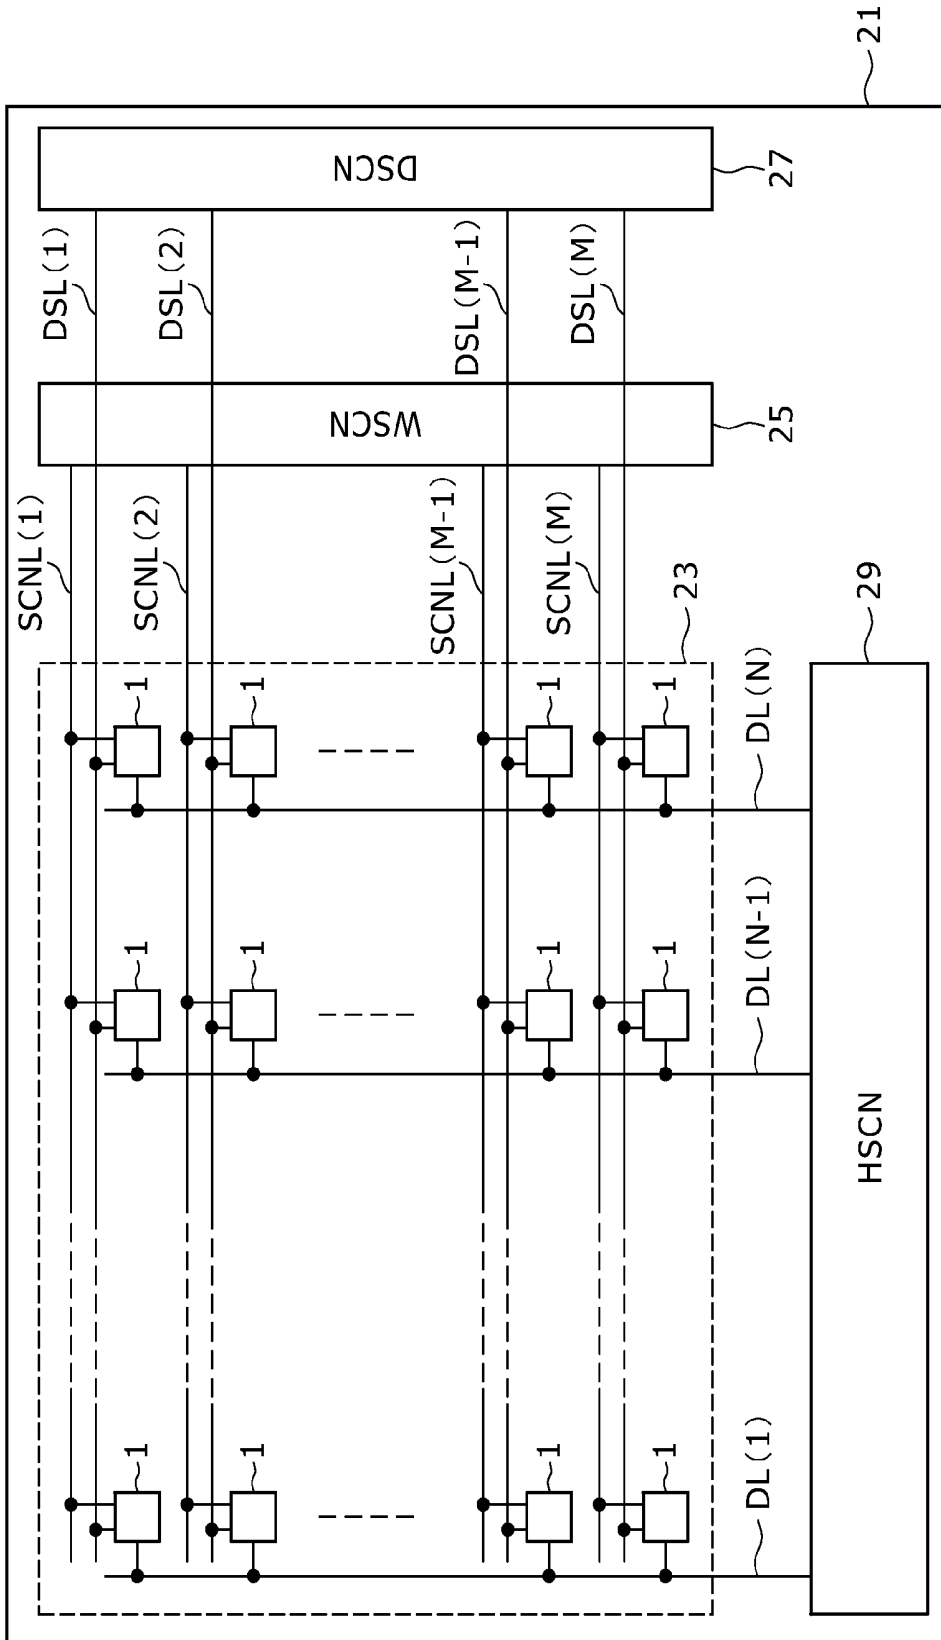 21
DSCN
27
DSL(1)
DSL(2)
DSL(M-1)
DSL(M)
WSCN
25
SCNL(1)
SCNL(2)
SCNL(M-1)
SCNL(M)
23
29
1
1
1
1
DL(N)
1
1
1
1
DL(N-1)
HSCN
1
1
1
1
DL(1)